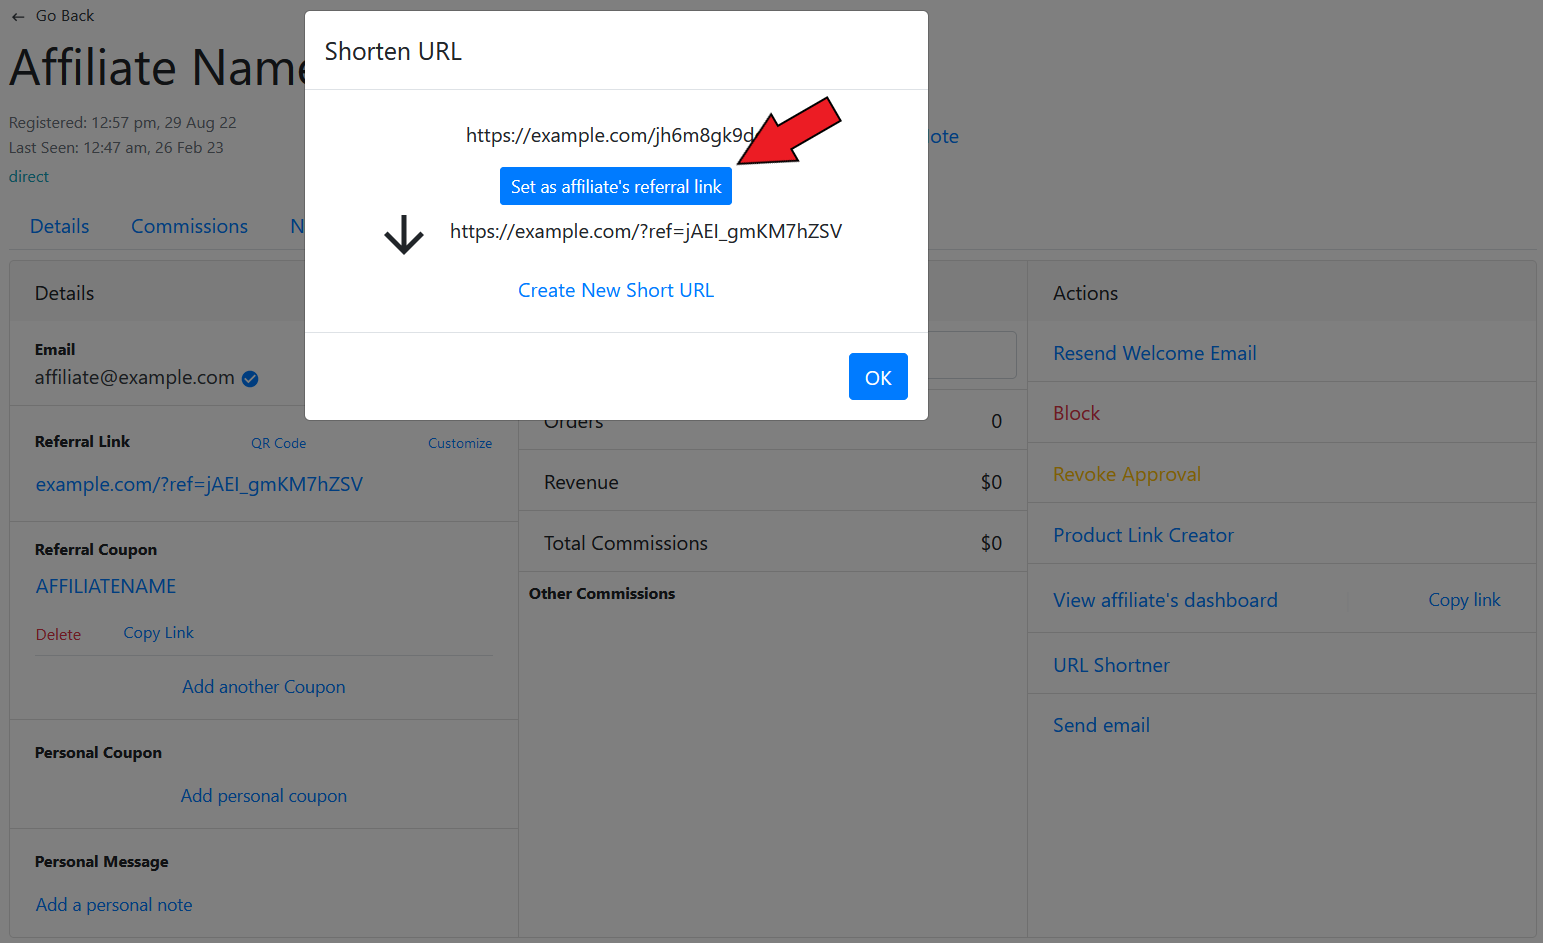 Go Back
Affiliate Name
Registered: 12:57 pm, 29 Aug 22
Last Seen: 12:47 am, 26 Feb 23
direct
Details
Commissions
Shorten URL
https://example.com/jh6m8gk9d
Set as affiliate's referral link
https://example.com/?ref=jAEI_gmKM7hZSV
Create New Short URL
OK
Details
Email
affiliate@example.com
Referral Link
QR Code
Customize
example.com/?ref=jAEI_gmKM7hZSV
Referral Coupon
AFFILIATENAME
Delete
Copy Link
Add another Coupon
Personal Coupon
Add personal coupon
Personal Message
Add a personal note
Orders 0
Revenue $0
Total Commissions $0
Other Commissions
Actions
Resend Welcome Email
Block
Revoke Approval
Product Link Creator
View affiliate's dashboard
Copy link
URL Shortner
Send email